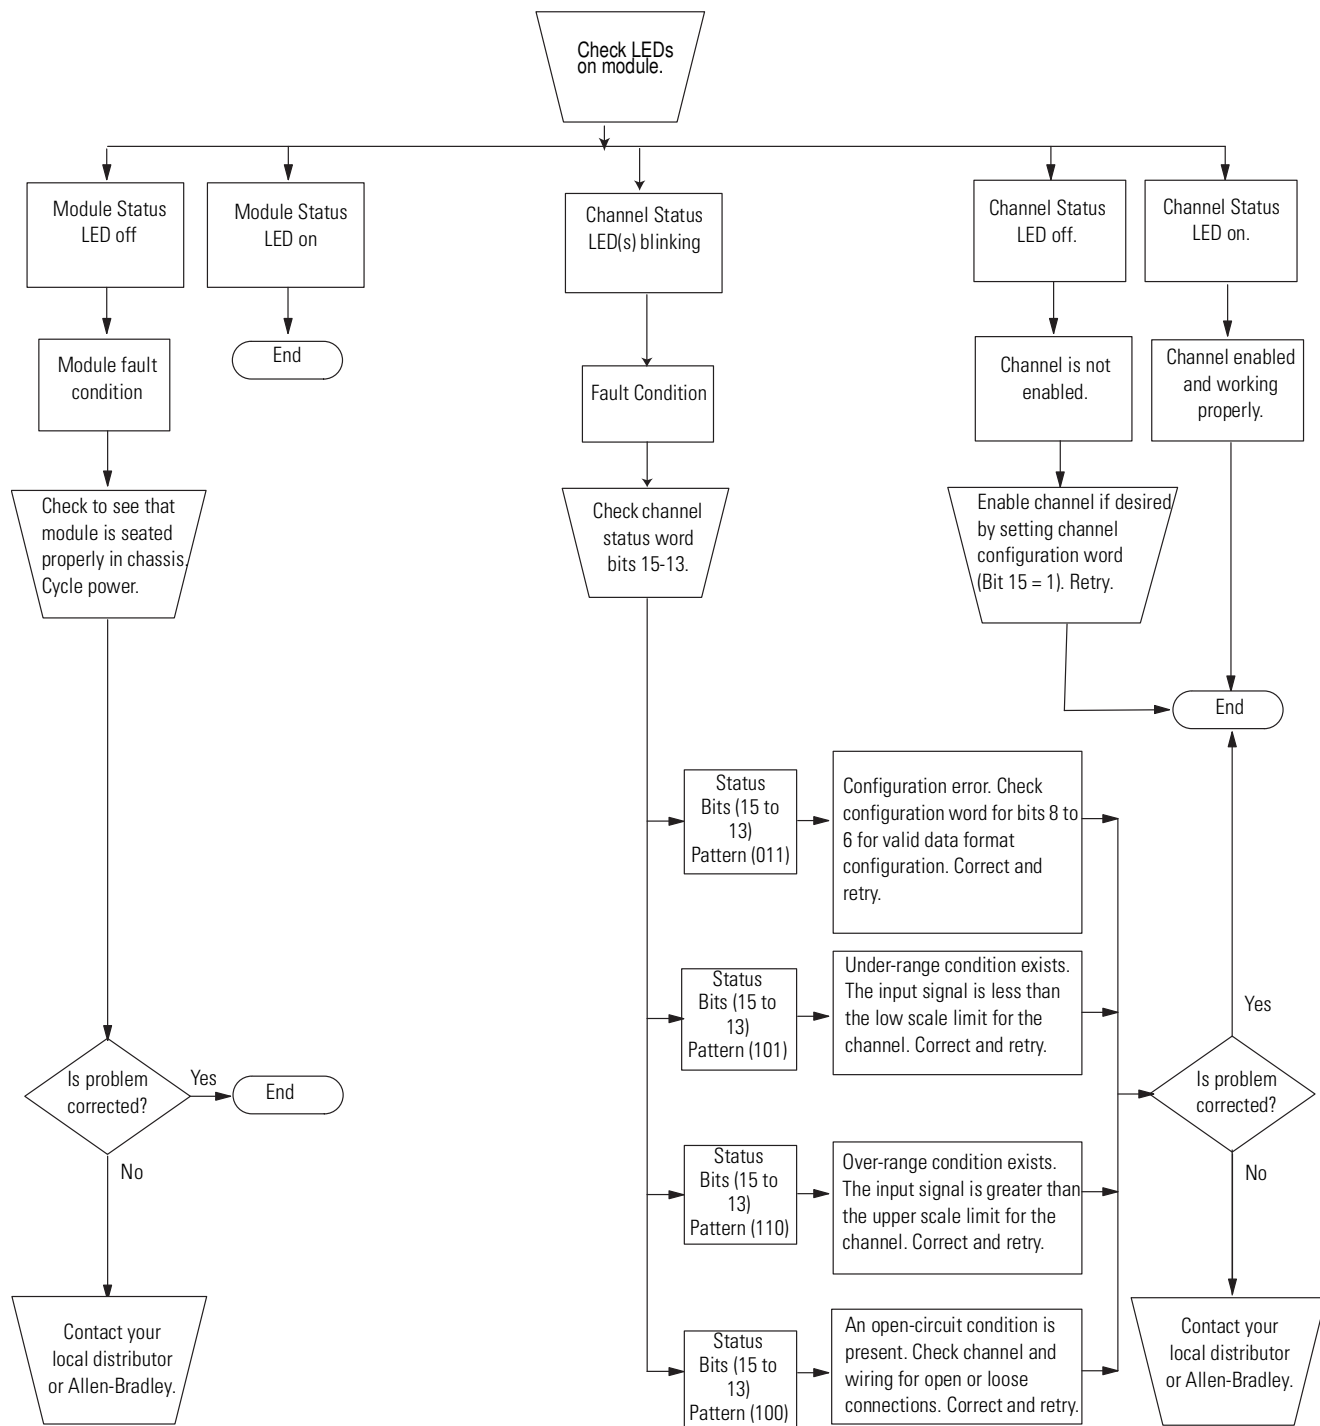 Check LEDs
on module.
Module Status
LED off
Module Status
LED on
Channel Status
LED(s) blinking
Channel Status
LED off.
Channel Status
LED on.
Module fault
condition
End
Fault Condition
Channel is not
enabled.
Channel enabled
and working
properly.
Check to see that
module is seated
properly in chassis.
Cycle power.
Check channel
status word
bits 15-13.
Enable channel if desired
by setting channel
configuration word
(Bit 15 = 1). Retry.
End
Status
Bits (15 to
13)
Pattern (011)
Configuration error. Check
configuration word for bits 8 to
6 for valid data format
configuration. Correct and
retry.
Status
Bits (15 to
13)
Pattern (101)
Under-range condition exists.
The input signal is less than
the low scale limit for the
channel. Correct and retry.
Yes
Is problem
corrected?
Yes
End
Is problem
corrected?
No
Status
Bits (15 to
13)
Pattern (110)
Over-range condition exists.
The input signal is greater than
the upper scale limit for the
channel. Correct and retry.
No
Contact your
local distributor
or Allen-Bradley.
Status
Bits (15 to
13)
Pattern (100)
An open-circuit condition is
present. Check channel and
wiring for open or loose
connections. Correct and retry.
Contact your
local distributor
or Allen-Bradley.